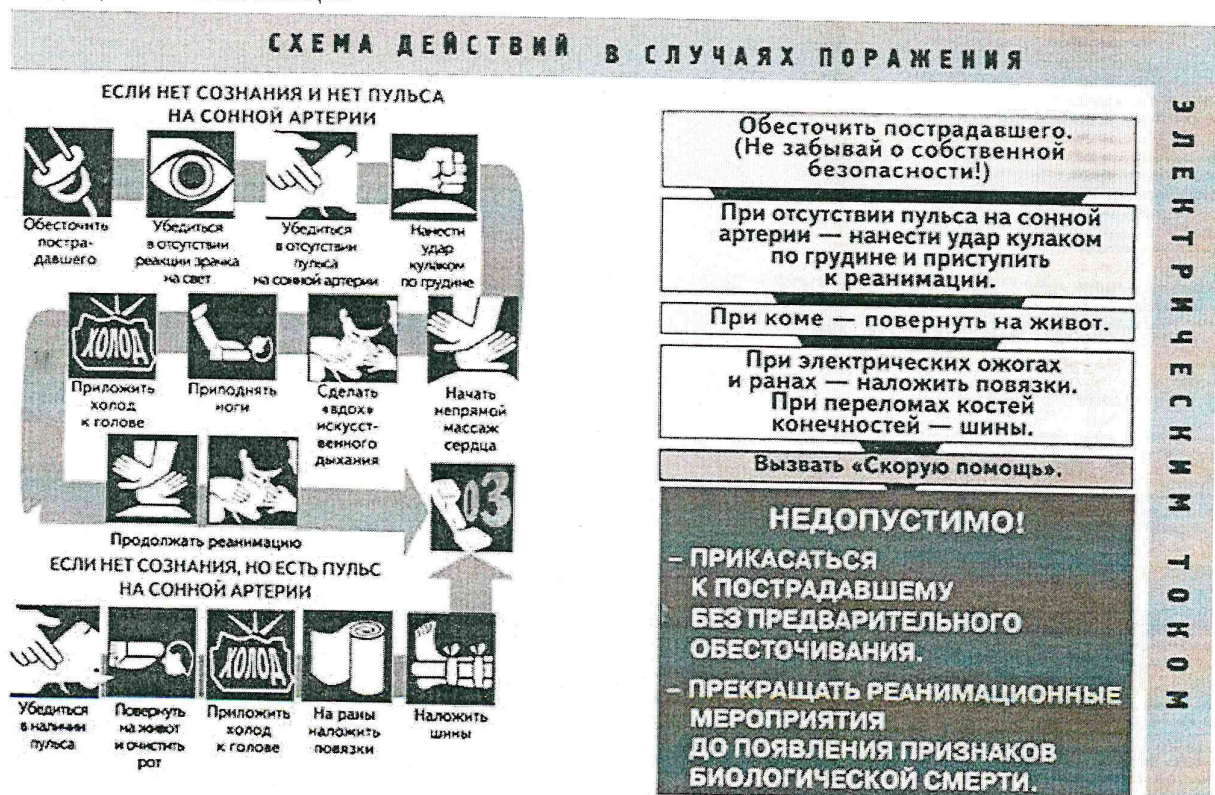 СХЕМА ДЕЙСТВИЙ В СЛУЧАЯХ ПОРАЖЕНИЯ
ЭЛЕКТРИЧЕСКИМ ТОКОМ
ЕСЛИ НЕТ СОЗНАНИЯ И НЕТ ПУЛЬСА
НА СОННОЙ АРТЕРИИ
Обесточить
постра-
давшего
Убедиться
в отсутствии
реакции зрачка
на свет
Убедиться
в отсутствии
пульса
на сонной артерии
Нанести
удар
кулаком
по грудине
ХОЛОД
Приложить
холод
к голове
Приподнять
ноги
Сделать
«вдох»
искусст-
венного
дыхания
Начать
непрямой
массаж
сердца
Продолжать реанимацию
03
ЕСЛИ НЕТ СОЗНАНИЯ, НО ЕСТЬ ПУЛЬС
НА СОННОЙ АРТЕРИИ
Убедиться
в наличии
пульса
Повернуть
на живот
и очистить
рот
ХОЛОД
Приложить
холод
к голове
На раны
наложить
повязки
Наложить
шины
Обесточить пострадавшего.
(Не забывай о собственной
безопасности!)
При отсутствии пульса на сонной
артерии — нанести удар кулаком
по грудине и приступить
к реанимации.
При коме — повернуть на живот.
При электрических ожогах
и ранах — наложить повязки.
При переломах костей
конечностей — шины.
Вызвать «Скорую помощь».
НЕДОПУСТИМО!
– ПРИКАСАТЬСЯ
К ПОСТРАДАВШЕМУ
БЕЗ ПРЕДВАРИТЕЛЬНОГО
ОБЕСТОЧИВАНИЯ.
– ПРЕКРАЩАТЬ РЕАНИМАЦИОННЫЕ
МЕРОПРИЯТИЯ
ДО ПОЯВЛЕНИЯ ПРИЗНАКОВ
БИОЛОГИЧЕСКОЙ СМЕРТИ.